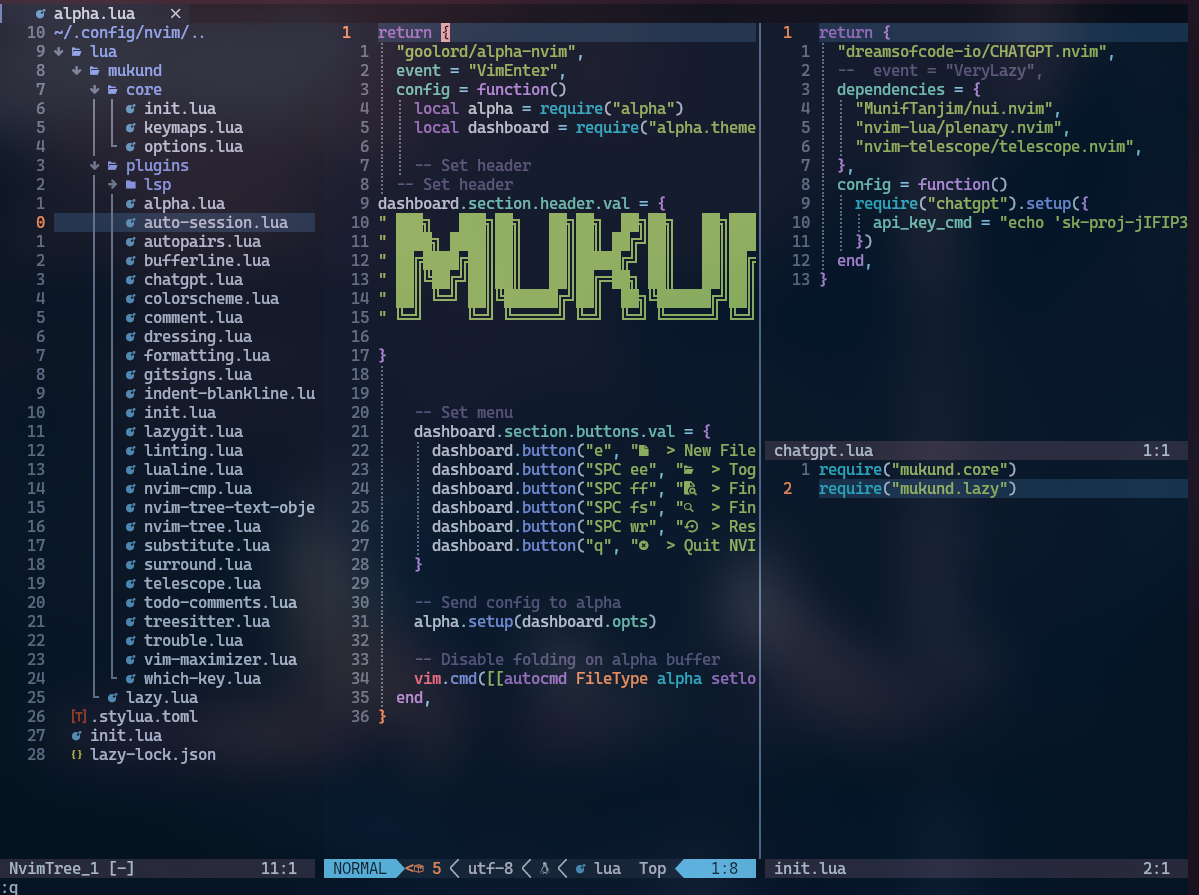 alpha.lua ✕
10 ~/.config/nvim/..
9 lua
8 mukund
7 core
6 init.lua
5 keymaps.lua
4 options.lua
3 plugins
2 lsp
1 alpha.lua
0 auto-session.lua
1 autopairs.lua
2 bufferline.lua
3 chatgpt.lua
4 colorscheme.lua
5 comment.lua
6 dressing.lua
7 formatting.lua
8 gitsigns.lua
9 indent-blankline.lu
10 init.lua
11 lazygit.lua
12 linting.lua
13 lualine.lua
14 nvim-cmp.lua
15 nvim-tree-text-obje
16 nvim-tree.lua
17 substitute.lua
18 surround.lua
19 telescope.lua
20 todo-comments.lua
21 treesitter.lua
22 trouble.lua
23 vim-maximizer.lua
24 which-key.lua
25 lazy.lua
26 [T] .stylua.toml
27 init.lua
28 {} lazy-lock.json
NvimTree_1 [-] 11:1
1 return {
1 "goolord/alpha-nvim",
2 event = "VimEnter",
3 config = function()
4 local alpha = require("alpha")
5 local dashboard = require("alpha.theme
6
7 -- Set header
8 -- Set header
9 dashboard.section.header.val = {
10 " ███╗   ███╗██╗   ██╗██╗  ██╗██╗   ██╗███
11 " ████╗ ████║██║   ██║██║ ██╔╝██║   ██║████
12 " ██╔████╔██║██║   ██║█████╔╝ ██║   ██║██╔
13 " ██║╚██╔╝██║██║   ██║██╔═██╗ ██║   ██║██║
14 " ██║ ╚═╝ ██║╚██████╔╝██║  ██╗╚██████╔╝██║
15 " ╚═╝     ╚═╝ ╚═════╝ ╚═╝  ╚═╝ ╚═════╝ ╚═╝
16
17 }
18
19
20 -- Set menu
21 dashboard.section.buttons.val = {
22 dashboard.button("e", " > New File
23 dashboard.button("SPC ee", " > Tog
24 dashboard.button("SPC ff", " > Fin
25 dashboard.button("SPC fs", " > Fin
26 dashboard.button("SPC wr", " > Res
27 dashboard.button("q", " > Quit NVI
28 }
29
30 -- Send config to alpha
31 alpha.setup(dashboard.opts)
32
33 -- Disable folding on alpha buffer
34 vim.cmd([[autocmd FileType alpha setlo
35 end,
36 }
NORMAL 5 utf-8 lua Top 1:8
1 return {
1 "dreamsofcode-io/CHATGPT.nvim",
2 -- event = "VeryLazy",
3 dependencies = {
4 "MunifTanjim/nui.nvim",
5 "nvim-lua/plenary.nvim",
6 "nvim-telescope/telescope.nvim",
7 },
8 config = function()
9 require("chatgpt").setup({
10 api_key_cmd = "echo 'sk-proj-jIFIP3
11 })
12 end,
13 }
chatgpt.lua 1:1
1 require("mukund.core")
2 require("mukund.lazy")
init.lua 2:1
:q